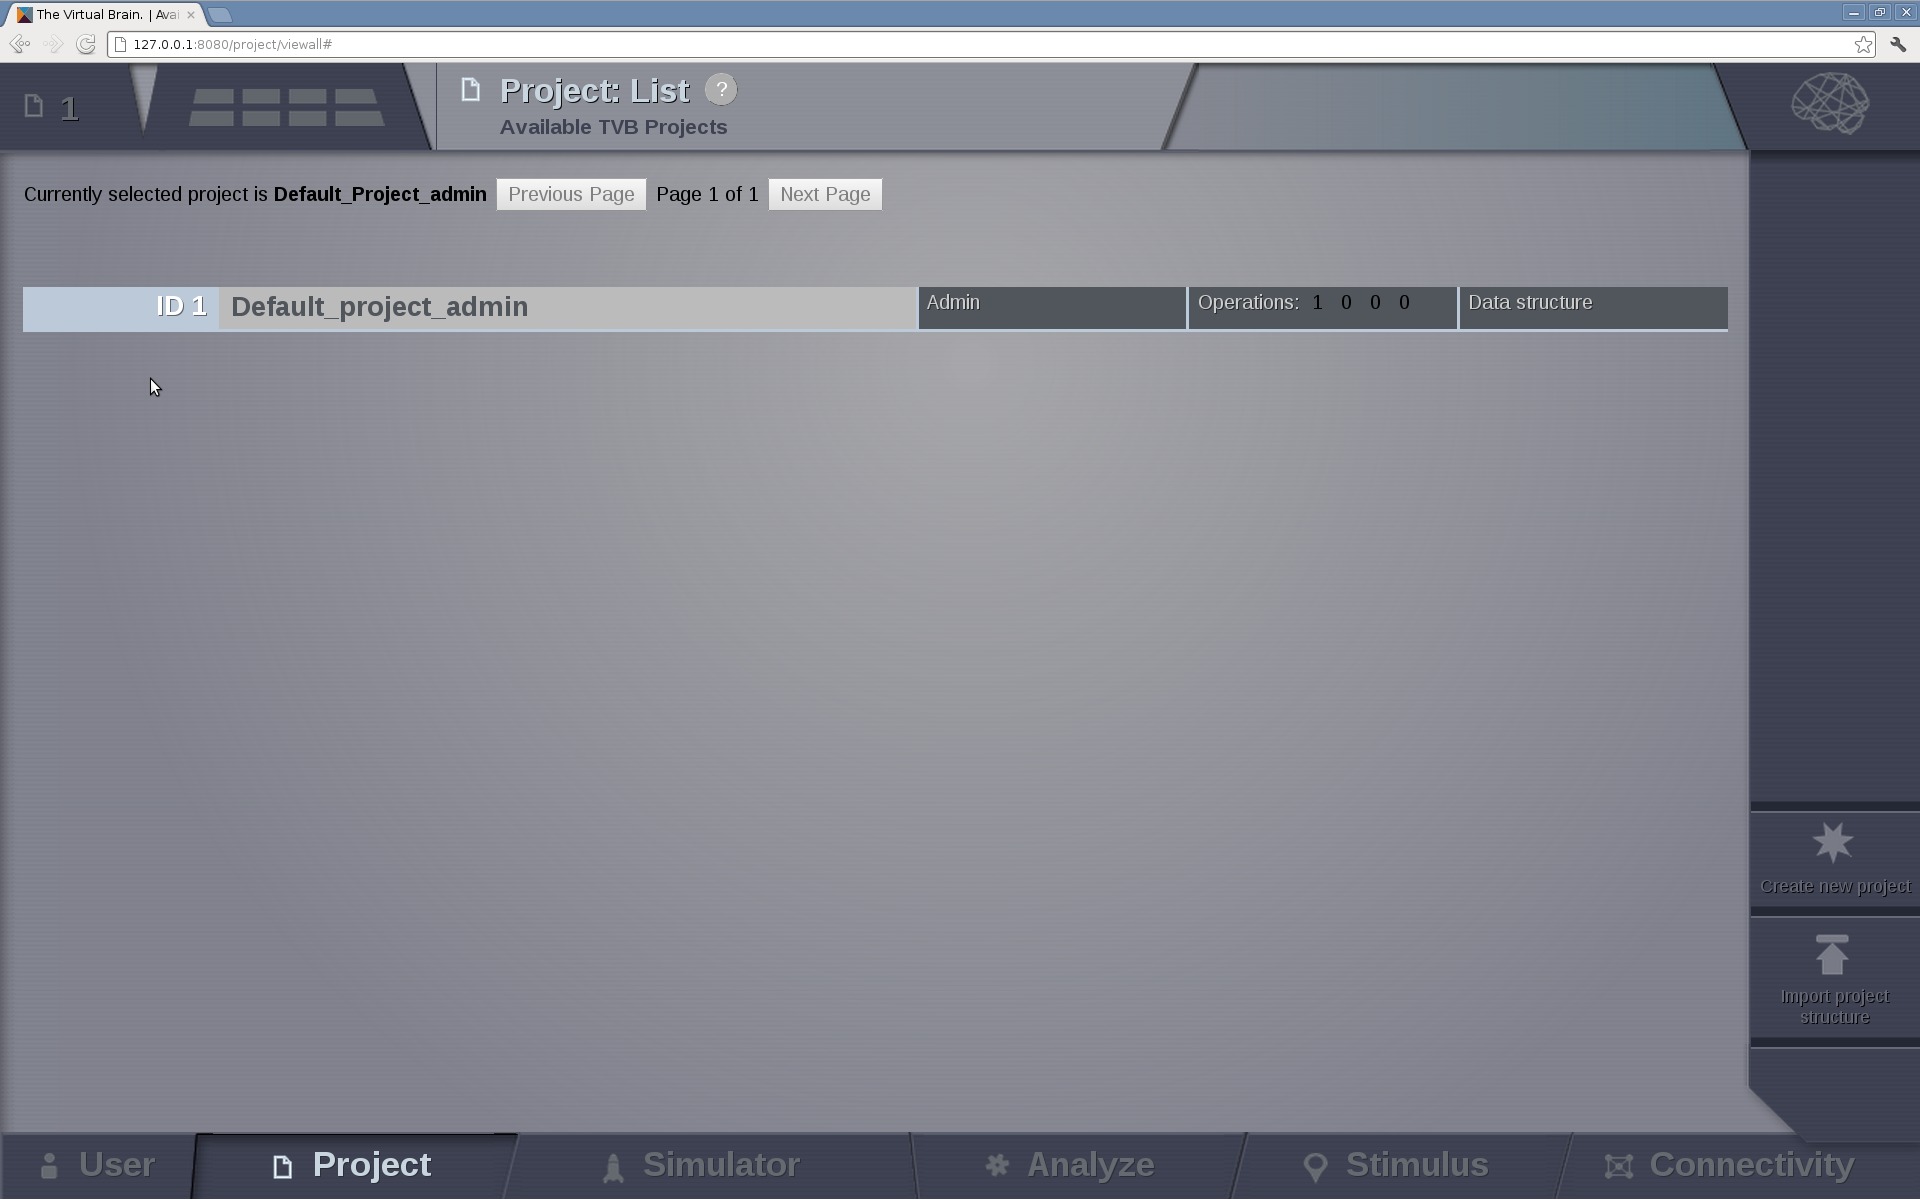 The Virtual Brain. | Avai
127.0.0.1:8080/project/viewall#
1
Project: List ?
Available TVB Projects
Currently selected project is Default_Project_admin Previous Page Page 1 of 1 Next Page
ID 1 Default_project_admin Admin Operations: 1 0 0 0 Data structure
Create new project
Import project
structure
User Project Simulator Analyze Stimulus Connectivity